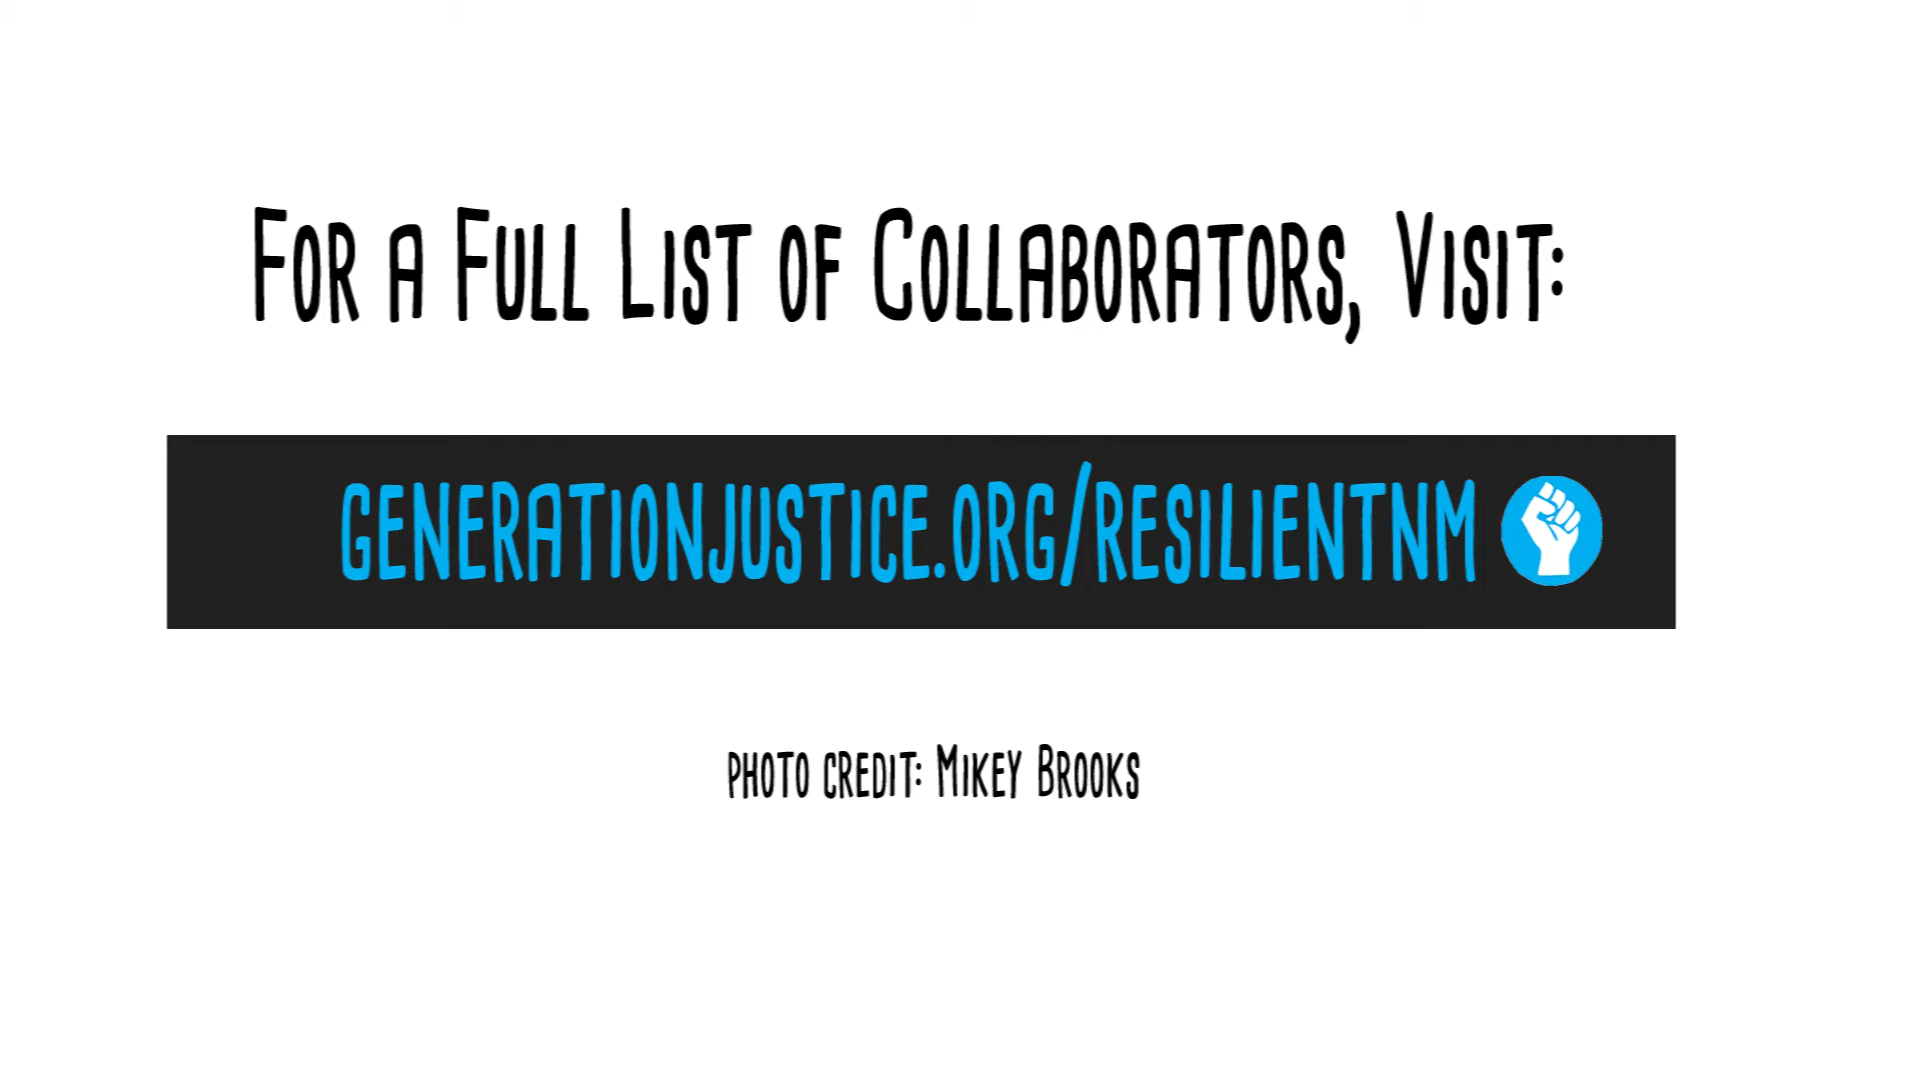 For a Full List of Collaborators, Visit:
generationjustice.org/resilientnm
photo credit: Mikey Brooks